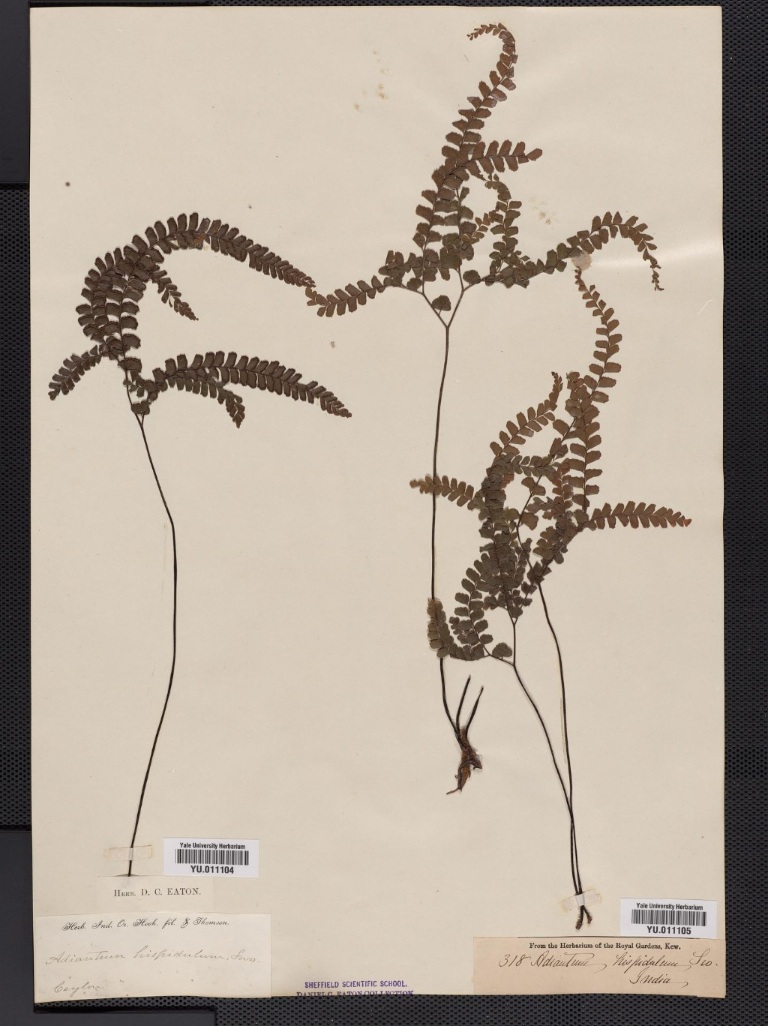 Yale University Herbarium
YU.011104
HERB. D. C. EATON.
Herb. Ind. Or. Hook. fil. & Thomson.
Adiantum hispidulum, Swz.
Ceylon
SHEFFIELD SCIENTIFIC SCHOOL.
DANIEL C. EATON COLLECTION
Yale University Herbarium
YU.011105
From the Herbarium of the Royal Gardens, Kew.
318 Adiantum hispidulum Sw.
India